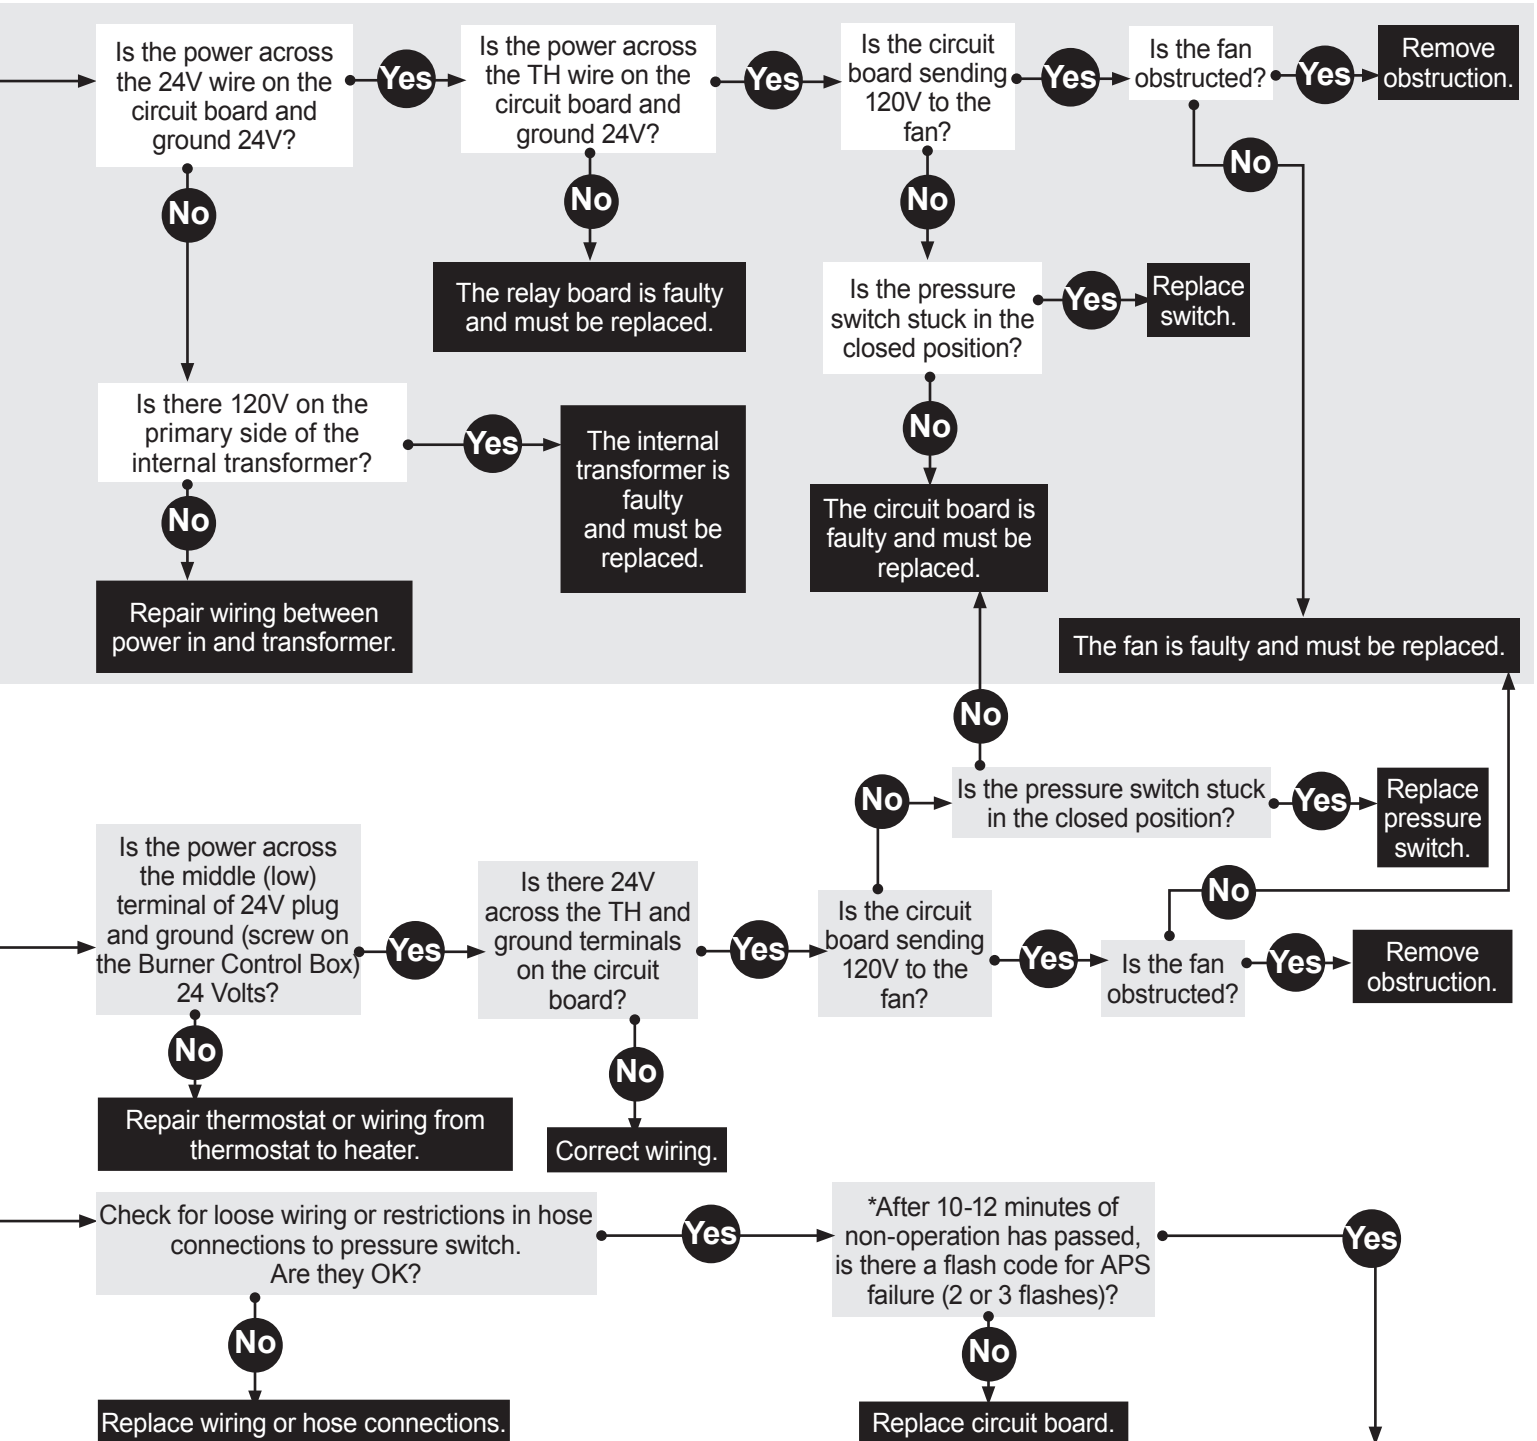 Is the power across
the 24V wire on the
circuit board and
ground 24V?
Yes
Is the power across
the TH wire on the
circuit board and
ground 24V?
Yes
Is the circuit
board sending
120V to the
fan?
Yes
Is the fan
obstructed?
Yes
Remove
obstruction.
No
No
No
No
The relay board is faulty
and must be replaced.
Is the pressure
switch stuck in the
closed position?
Yes
Replace
switch.
Is there 120V on the
primary side of the
internal transformer?
Yes
The internal
transformer is
faulty
and must be
replaced.
No
No
The circuit board is
faulty and must be
replaced.
Repair wiring between
power in and transformer.
The fan is faulty and must be replaced.
No
No
Is the pressure switch stuck
in the closed position?
Yes
Replace
pressure
switch.
Is the power across
the middle (low)
terminal of 24V plug
and ground (screw on
the Burner Control Box)
24 Volts?
Yes
Is there 24V
across the TH and
ground terminals
on the circuit
board?
Yes
Is the circuit
board sending
120V to the
fan?
Yes
No
Is the fan
obstructed?
Yes
Remove
obstruction.
No
No
Repair thermostat or wiring from
thermostat to heater.
Correct wiring.
Check for loose wiring or restrictions in hose
connections to pressure switch.
Are they OK?
Yes
*After 10-12 minutes of
non-operation has passed,
is there a flash code for APS
failure (2 or 3 flashes)?
Yes
No
No
Replace wiring or hose connections.
Replace circuit board.